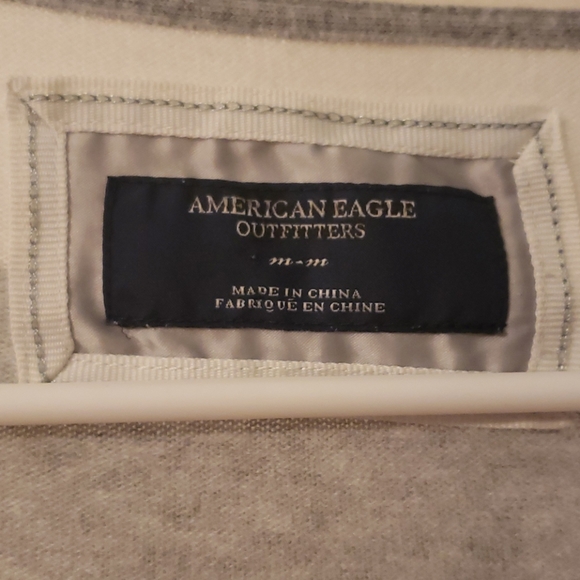 AMERICAN EAGLE
OUTFITTERS
m-m
MADE IN CHINA
FABRIQUÉ EN CHINE